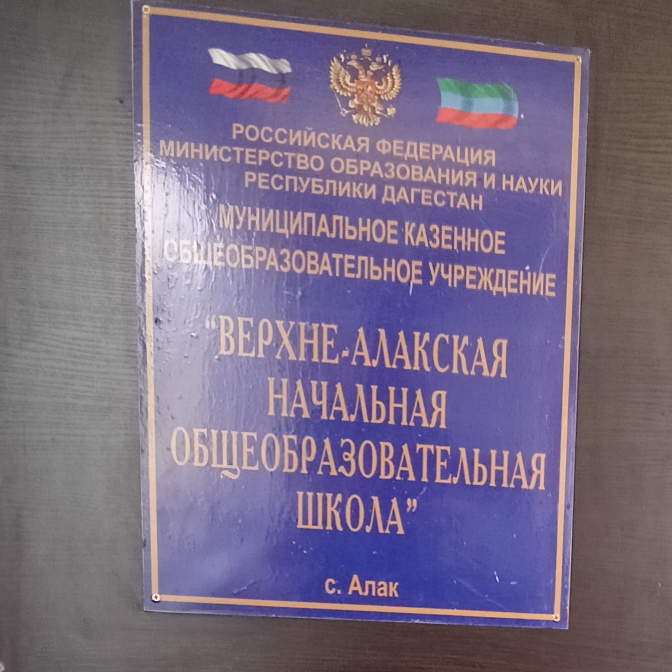 РОССИЙСКАЯ ФЕДЕРАЦИЯ
МИНИСТЕРСТВО ОБРАЗОВАНИЯ И НАУКИ
РЕСПУБЛИКИ ДАГЕСТАН
МУНИЦИПАЛЬНОЕ КАЗЕННОЕ
ОБЩЕОБРАЗОВАТЕЛЬНОЕ УЧРЕЖДЕНИЕ
“ВЕРХНЕ-АЛАКСКАЯ
НАЧАЛЬНАЯ
ОБЩЕОБРАЗОВАТЕЛЬНАЯ
ШКОЛА”
с. Алак